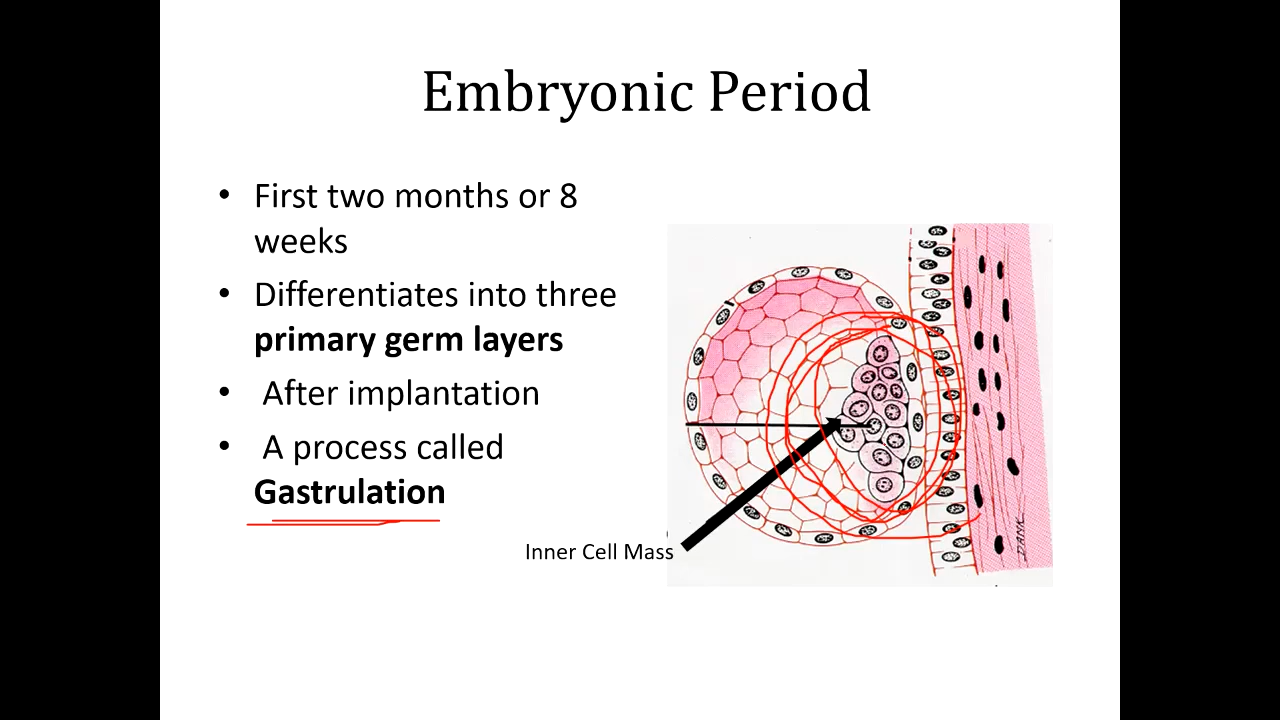 Embryonic Period
• First two months or 8
weeks
• Differentiates into three
primary germ layers
• After implantation
• A process called
Gastrulation
Inner Cell Mass
DANK